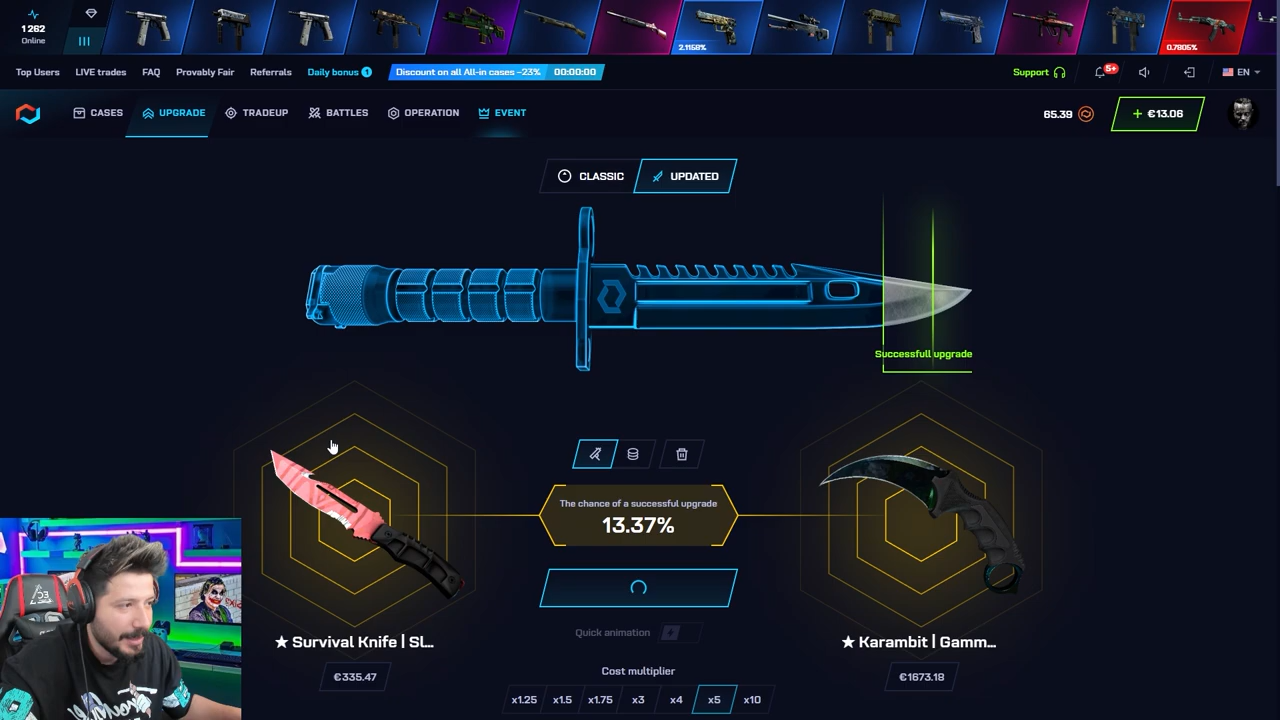 1 262
Online
2.1158%
0.7805%
Top Users
LIVE trades
FAQ
Provably Fair
Referrals
Daily bonus 1
Discount on all All-in cases –23%
00:00:00
Support
5+
EN
CASES
UPGRADE
TRADEUP
BATTLES
OPERATION
EVENT
65.39
+ €13.06
CLASSIC
UPDATED
Successfull upgrade
The chance of a successful upgrade
13.37%
Quick animation
★ Survival Knife | SL...
€335.47
★ Karambit | Gamm...
€1673.18
Cost multiplier
x1.25
x1.5
x1.75
x3
x4
x5
x10